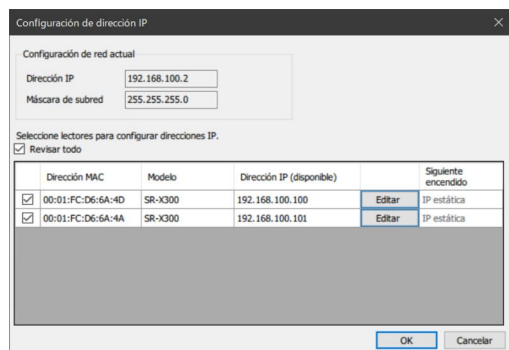 Configuración de dirección IP
Configuración de red actual
Dirección IP 192.168.100.2
Máscara de subred 255.255.255.0
Seleccione lectores para configurar direcciones IP.
Revisar todo
Dirección MAC Modelo Dirección IP (disponible) Siguiente encendido
00:01:FC:D6:6A:4D SR-X300 192.168.100.100 Editar IP estática
00:01:FC:D6:6A:4A SR-X300 192.168.100.101 Editar IP estática
OK Cancelar